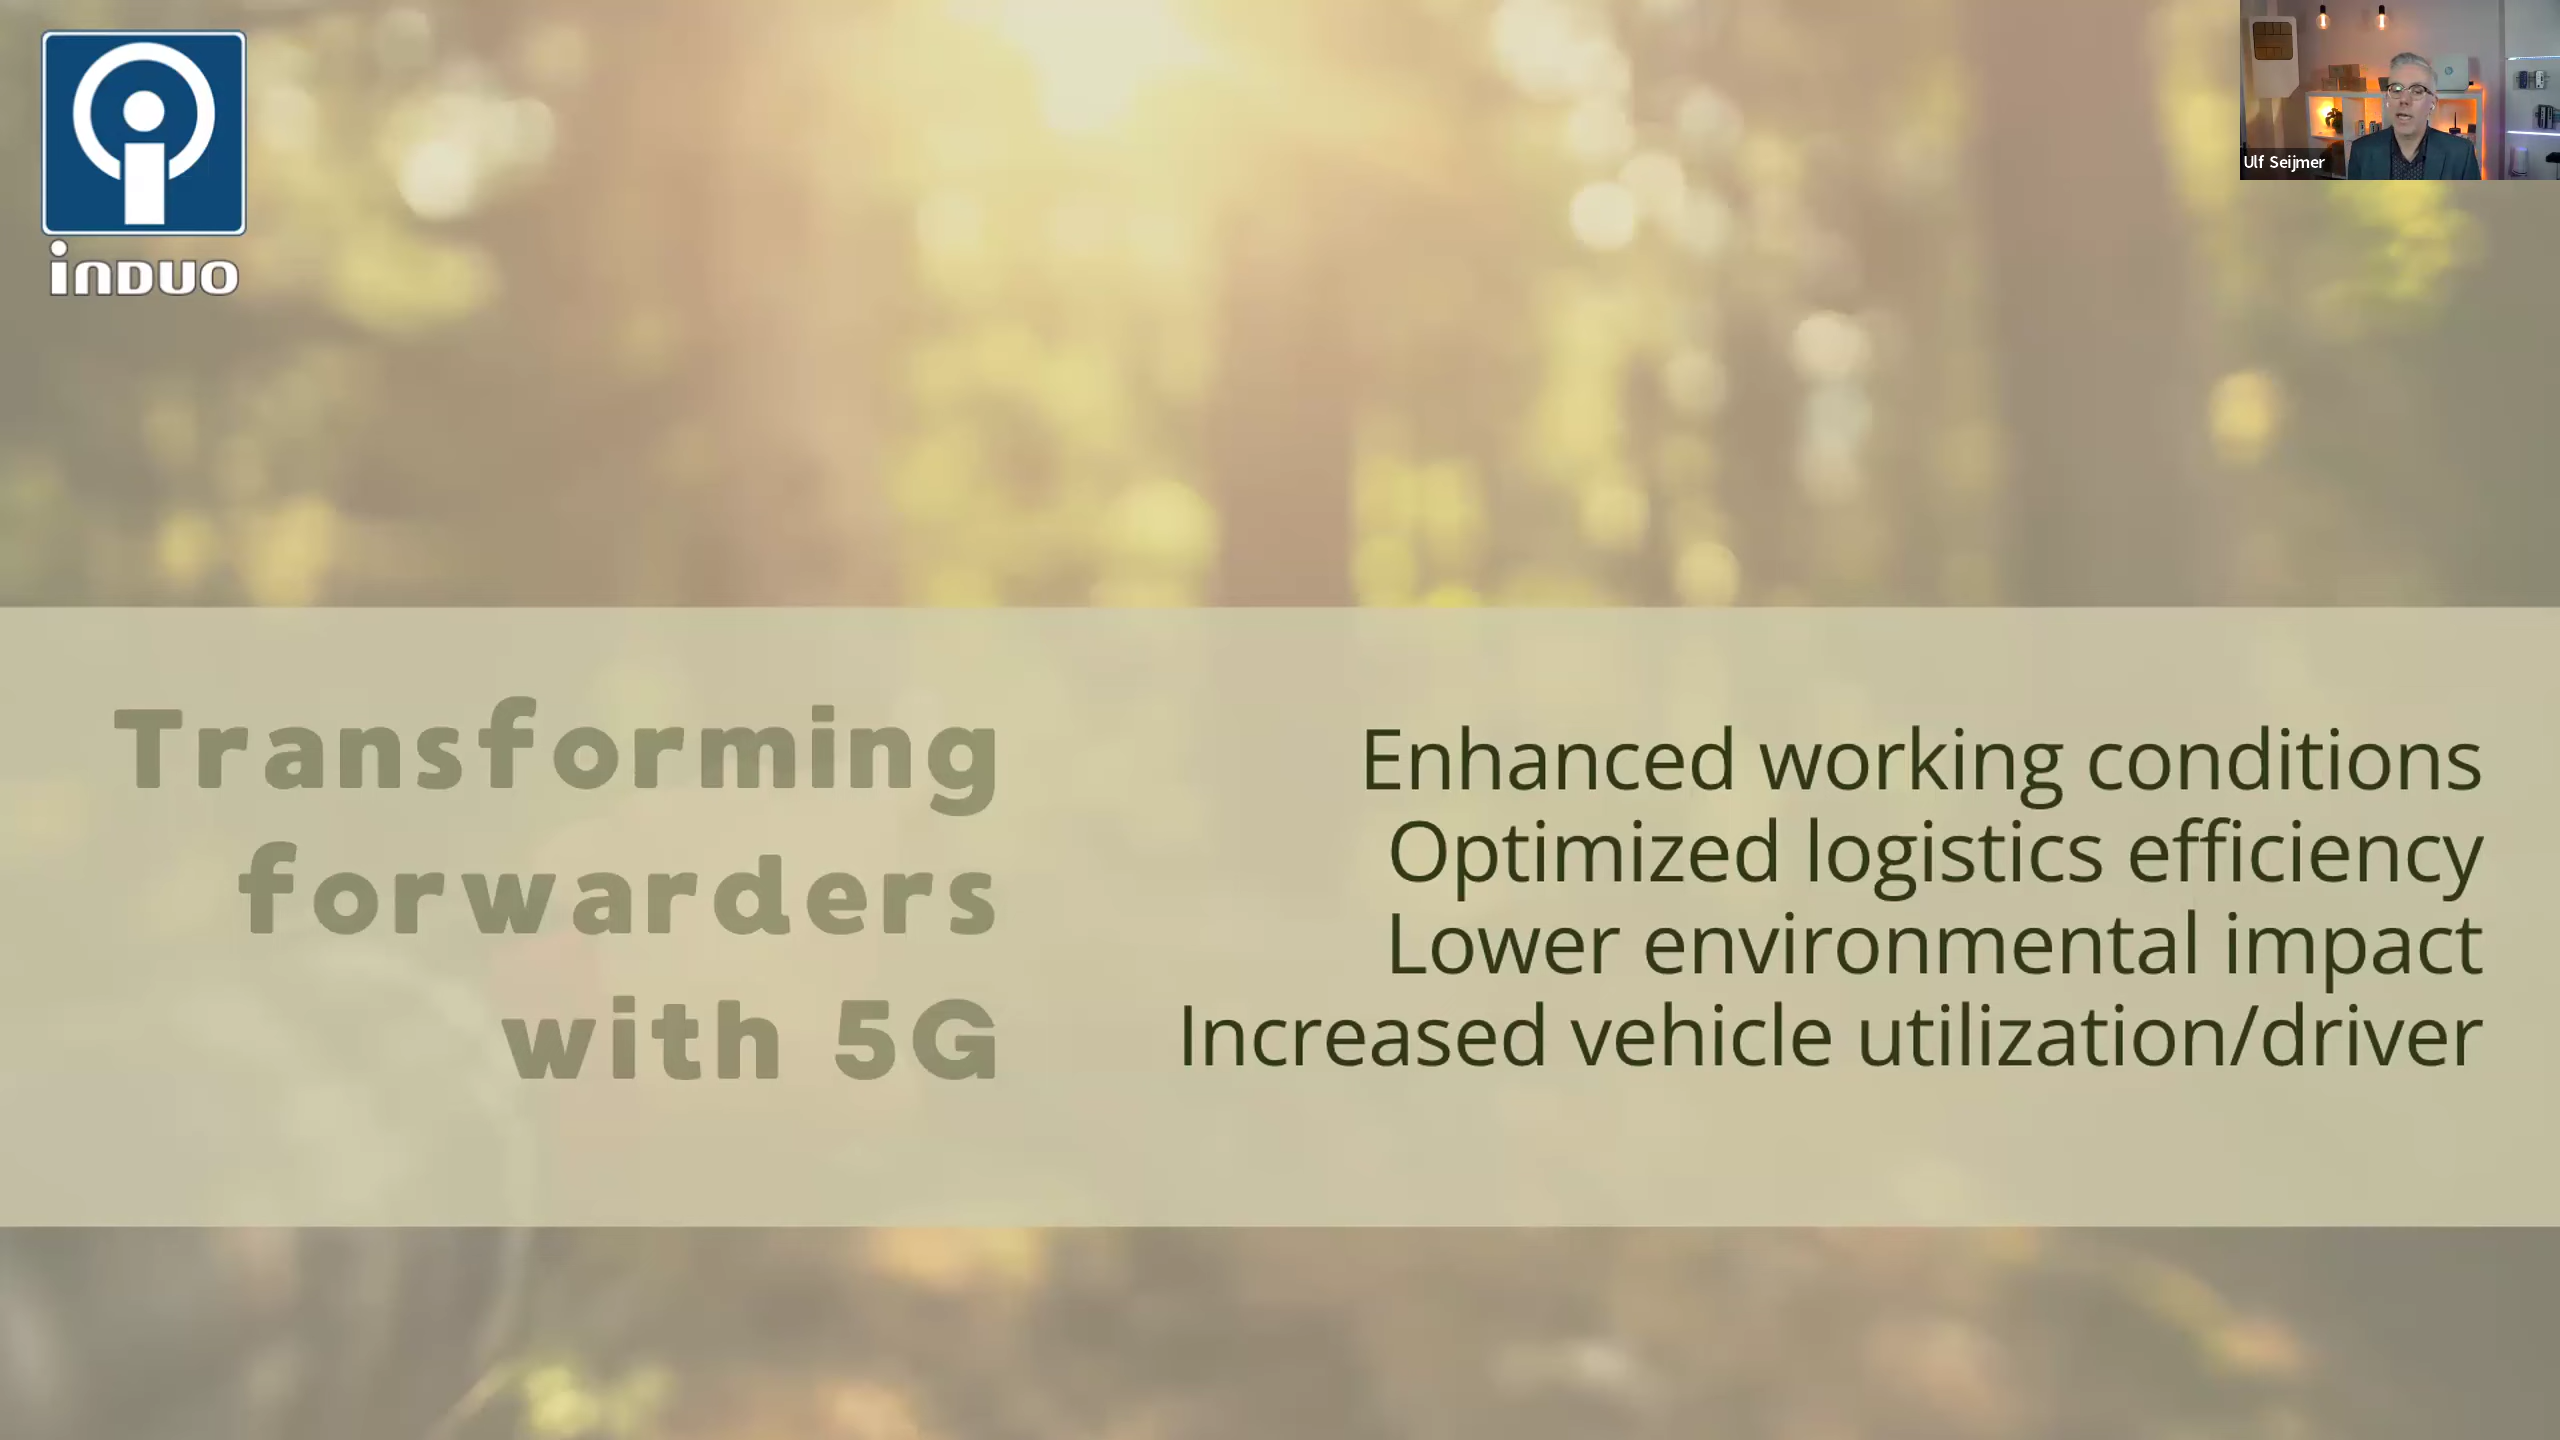 inDUO
Ulf Seijmer
Transforming
forwarders
with 5G
Enhanced working conditions
Optimized logistics efficiency
Lower environmental impact
Increased vehicle utilization/driver